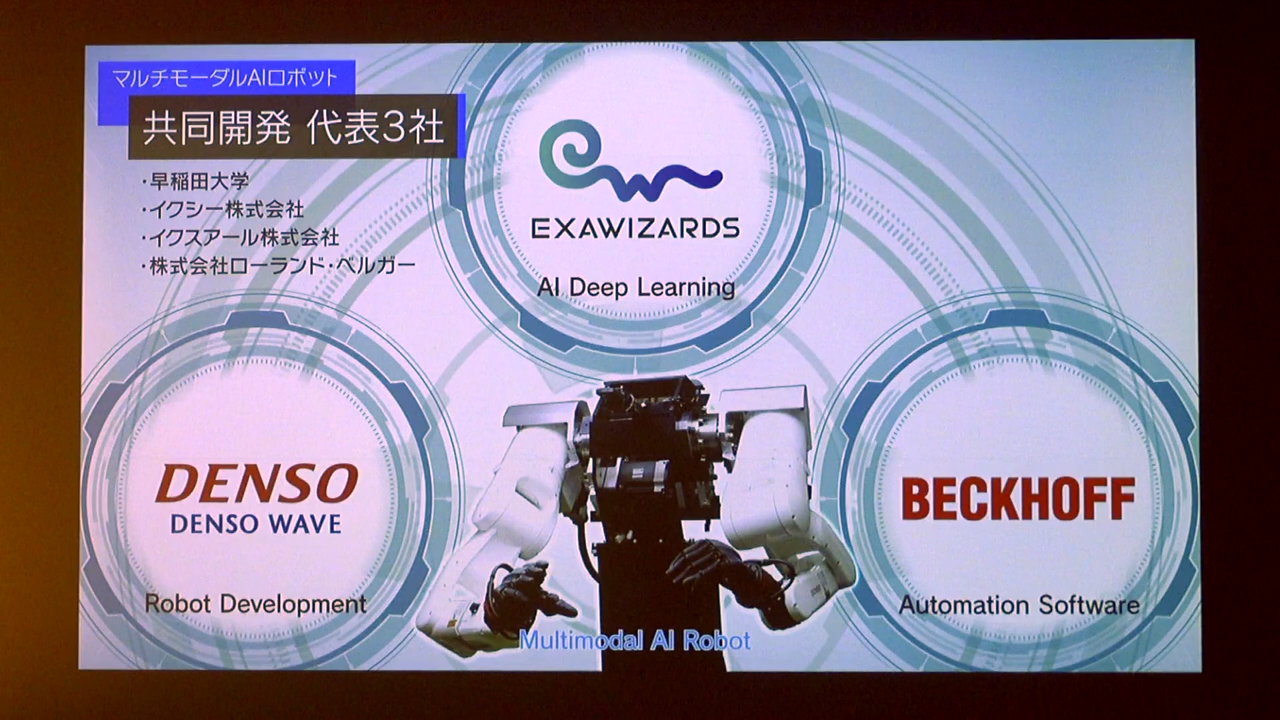 マルチモーダルAIロボット
共同開発 代表3社
・早稲田大学
・イクシー株式会社
・イクスアール株式会社
・株式会社ローランド・ベルガー
EXAWIZARDS
AI Deep Learning
DENSO
DENSO WAVE
Robot Development
BECKHOFF
Automation Software
Multimodal AI Robot